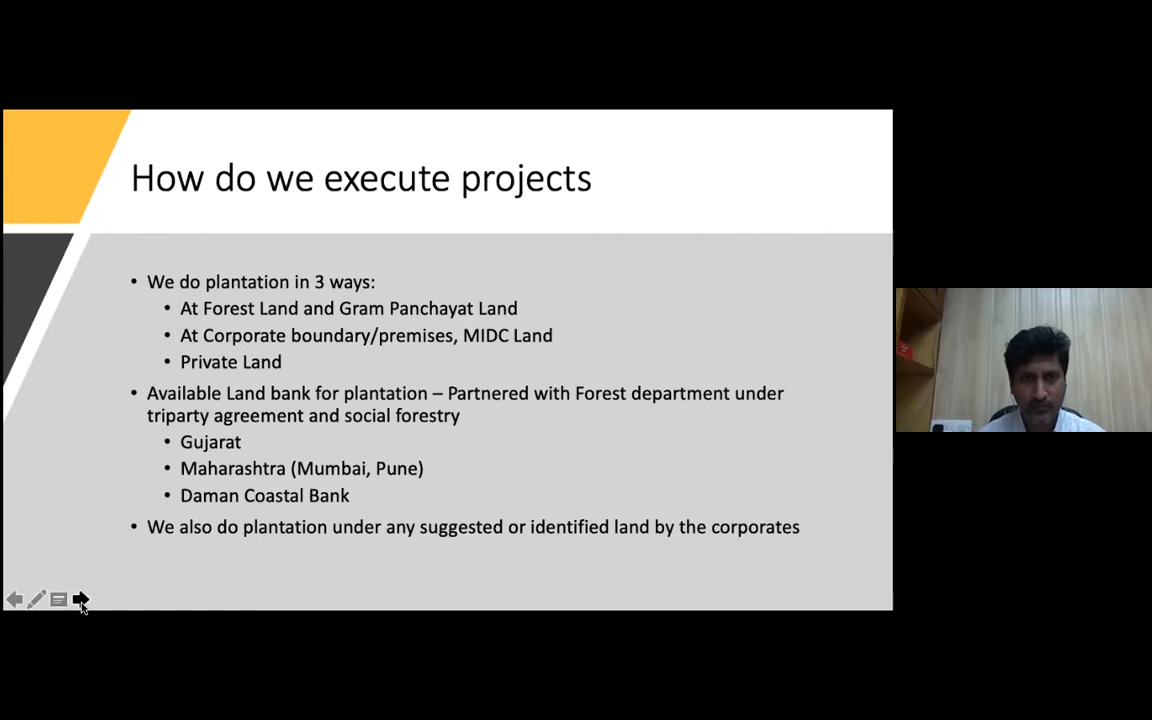 How do we execute projects
• We do plantation in 3 ways:
• At Forest Land and Gram Panchayat Land
• At Corporate boundary/premises, MIDC Land
• Private Land
• Available Land bank for plantation – Partnered with Forest department under
triparty agreement and social forestry
• Gujarat
• Maharashtra (Mumbai, Pune)
• Daman Coastal Bank
• We also do plantation under any suggested or identified land by the corporates